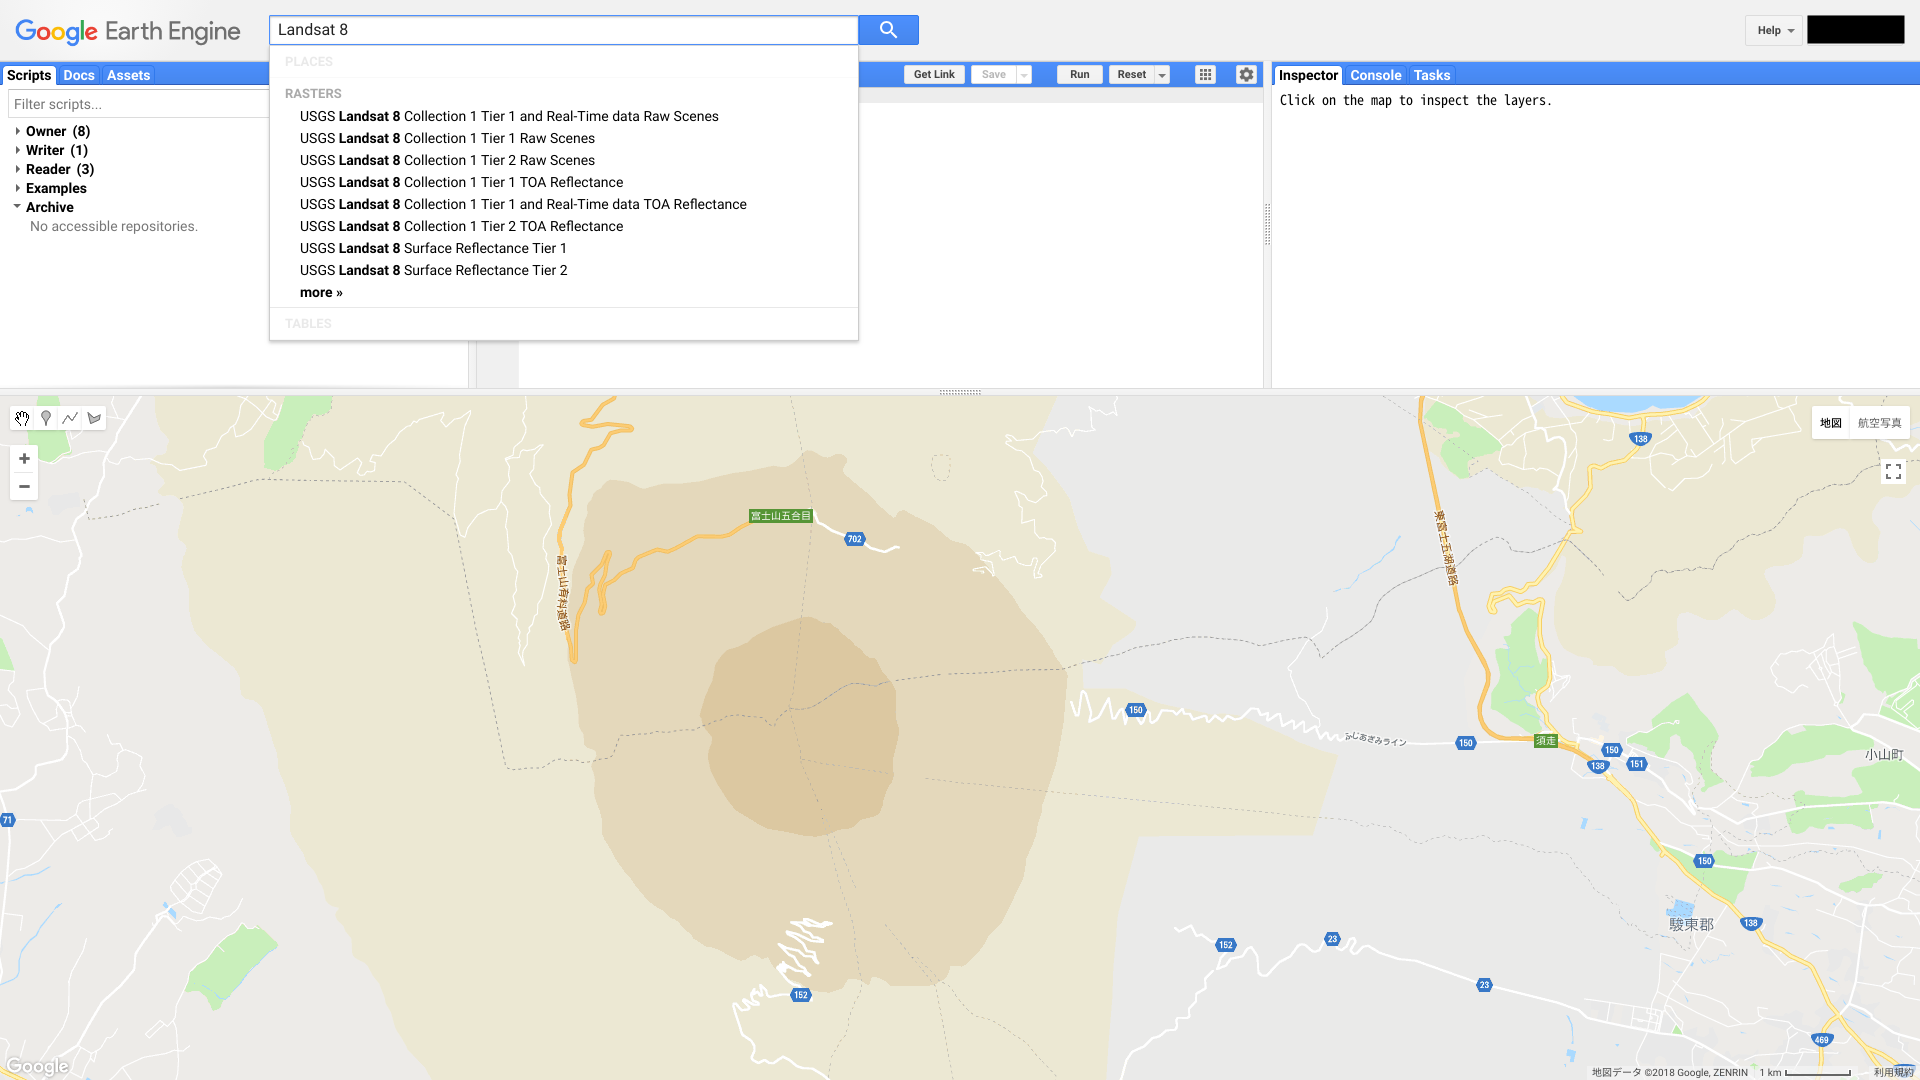 Google Earth Engine
Landsat 8
Help
PLACES
RASTERS
USGS Landsat 8 Collection 1 Tier 1 and Real-Time data Raw Scenes
USGS Landsat 8 Collection 1 Tier 1 Raw Scenes
USGS Landsat 8 Collection 1 Tier 2 Raw Scenes
USGS Landsat 8 Collection 1 Tier 1 TOA Reflectance
USGS Landsat 8 Collection 1 Tier 1 and Real-Time data TOA Reflectance
USGS Landsat 8 Collection 1 Tier 2 TOA Reflectance
USGS Landsat 8 Surface Reflectance Tier 1
USGS Landsat 8 Surface Reflectance Tier 2
more »
TABLES
Scripts Docs Assets
Filter scripts...
Owner (8)
Writer (1)
Reader (3)
Examples
Archive
No accessible repositories.
Get Link Save Run Reset
Inspector Console Tasks
Click on the map to inspect the layers.
地図 航空写真
138
富士山五合目
702
東富士五湖道路
富士山有料道路
150
ふじあざみライン
150
須走
150
138
151
小山町
71
150
138
駿東郡
152
23
23
152
469
Google
地図データ ©2018 Google, ZENRIN 1 km 利用規約